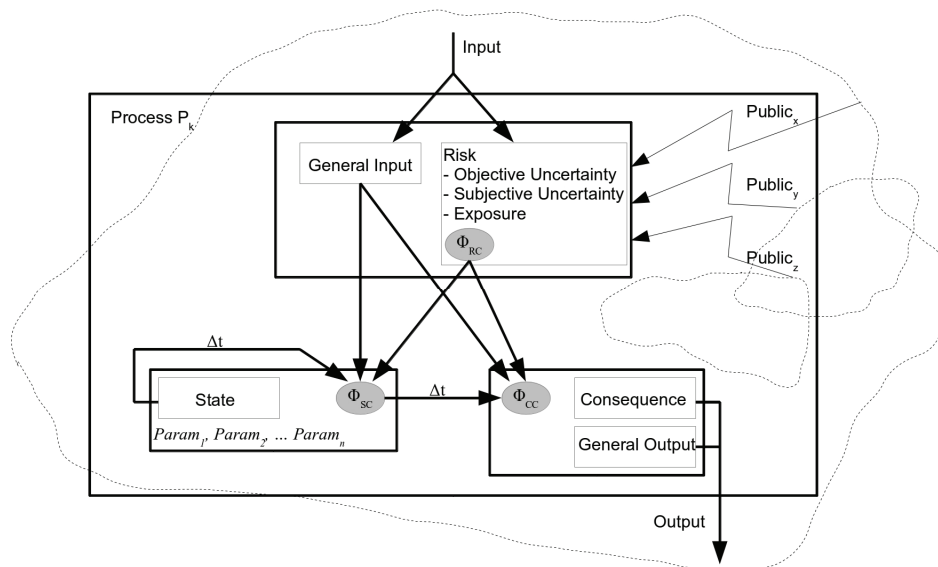 Input
Process P_k
Public_x
General Input
Risk
- Objective Uncertainty
- Subjective Uncertainty
- Exposure
Public_y
Φ_RC
Public_z
Δt
State
Φ_SC
Δt
Φ_CC
Consequence
Param_1, Param_2, ... Param_n
General Output
Output